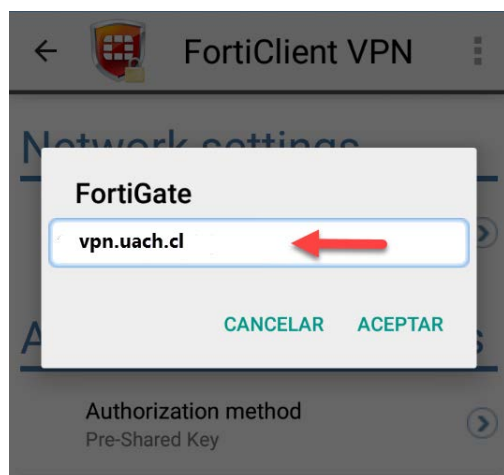 FortiClient VPN
Network settings
FortiGate
vpn.uach.cl
CANCELAR ACEPTAR
A s
Authorization method
Pre-Shared Key